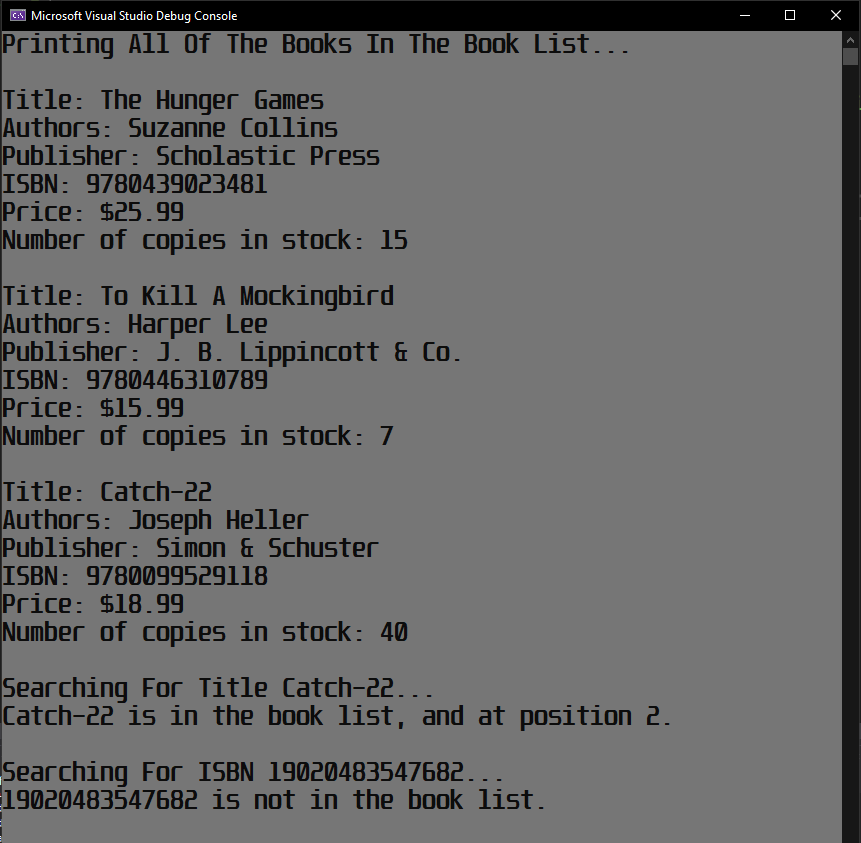 Microsoft Visual Studio Debug Console
Printing All Of The Books In The Book List...
Title: The Hunger Games
Authors: Suzanne Collins
Publisher: Scholastic Press
ISBN: 9780439023481
Price: $25.99
Number of copies in stock: 15
Title: To Kill A Mockingbird
Authors: Harper Lee
Publisher: J. B. Lippincott & Co.
ISBN: 9780446310789
Price: $15.99
Number of copies in stock: 7
Title: Catch-22
Authors: Joseph Heller
Publisher: Simon & Schuster
ISBN: 9780099529118
Price: $18.99
Number of copies in stock: 40
Searching For Title Catch-22...
Catch-22 is in the book list, and at position 2.
Searching For ISBN 19020483547682...
19020483547682 is not in the book list.